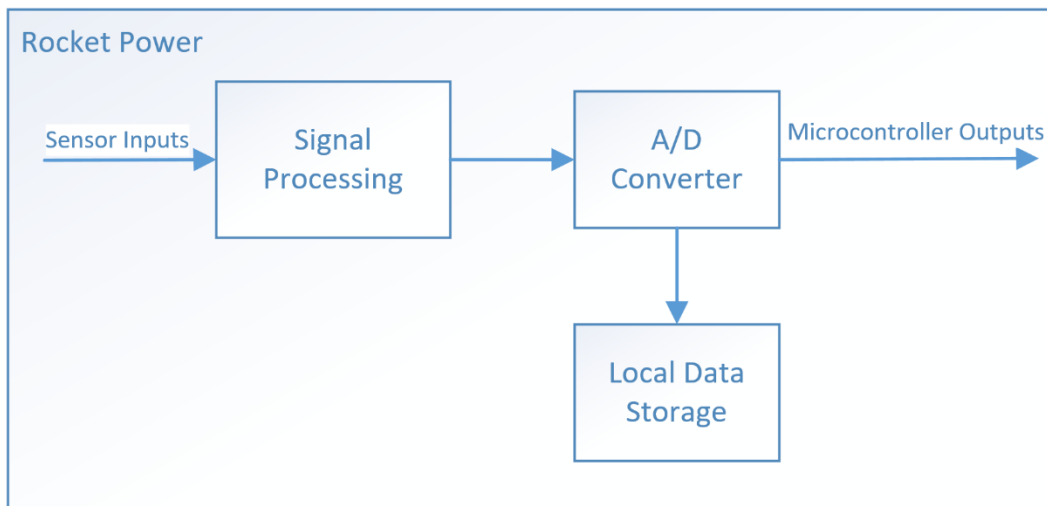 Rocket Power
Sensor Inputs
Signal
Processing
A/D
Converter
Microcontroller Outputs
Local Data
Storage